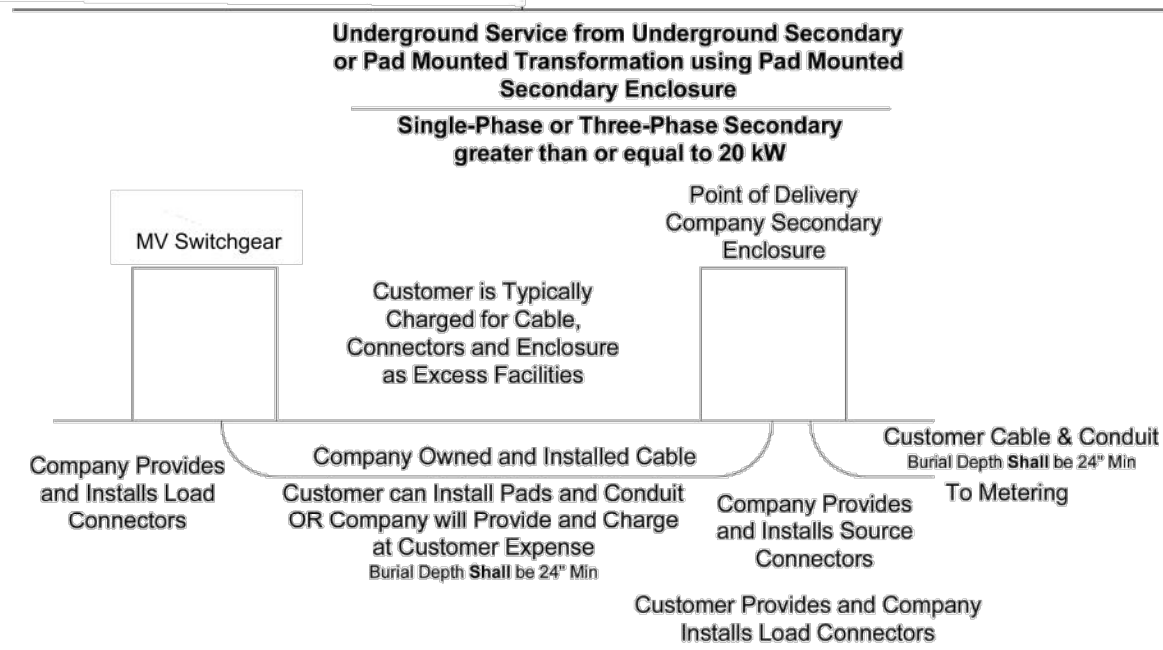 Underground Service from Underground Secondary
or Pad Mounted Transformation using Pad Mounted
Secondary Enclosure
Single-Phase or Three-Phase Secondary
greater than or equal to 20 kW
MV Switchgear
Point of Delivery
Company Secondary
Enclosure
Customer is Typically
Charged for Cable,
Connectors and Enclosure
as Excess Facilities
Company Provides
and Installs Load
Connectors
Company Owned and Installed Cable
Customer can Install Pads and Conduit
OR Company will Provide and Charge
at Customer Expense
Burial Depth Shall be 24" Min
Company Provides
and Installs Source
Connectors
Customer Provides and Company
Installs Load Connectors
Customer Cable & Conduit
Burial Depth Shall be 24" Min
To Metering